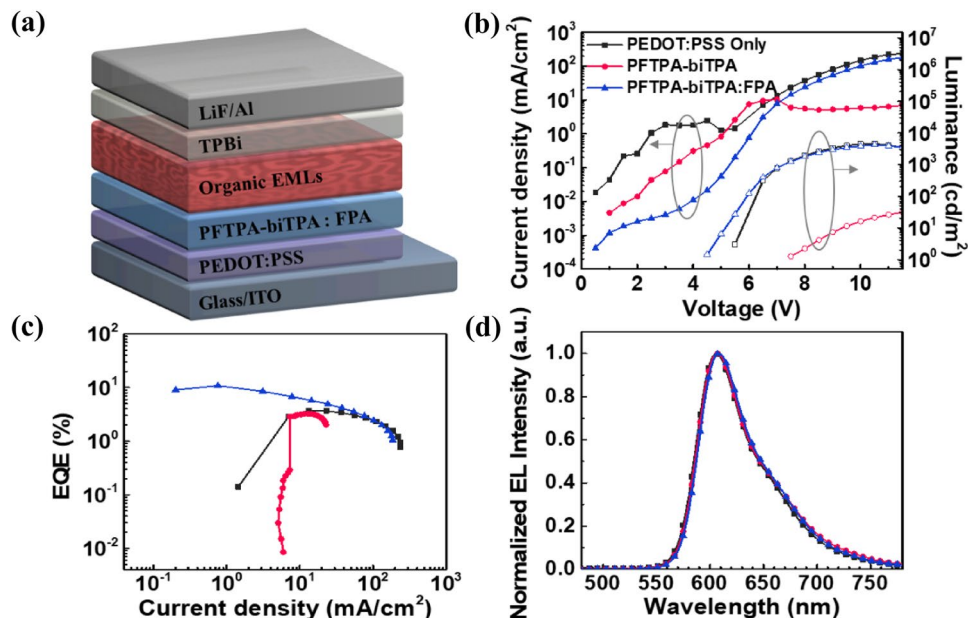 (a)
LiF/Al
TPBi
Organic EMLs
PFTPA-biTPA : FPA
PEDOT:PSS
Glass/ITO
(b)
Current density (mA/cm²)
10³
10²
10¹
10⁰
10⁻¹
10⁻²
10⁻³
10⁻⁴
PEDOT:PSS Only
PFTPA-biTPA
PFTPA-biTPA:FPA
10⁷
10⁶
10⁵
10⁴
10³
10²
10¹
10⁰
Luminance (cd/m²)
0 2 4 6 8 10
Voltage (V)
(c)
EQE (%)
10²
10¹
10⁰
10⁻¹
10⁻²
10⁻¹ 10⁰ 10¹ 10² 10³
Current density (mA/cm²)
(d)
Normalized EL Intensity (a.u.)
1.0
0.8
0.6
0.4
0.2
0.0
500 550 600 650 700 750
Wavelength (nm)